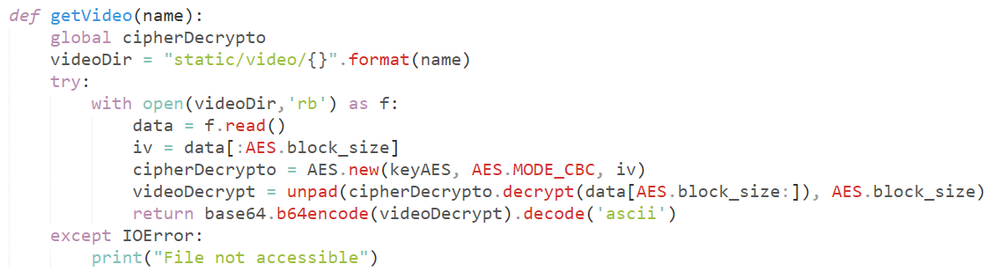 def getVideo(name):
    global cipherDecrypto
    videoDir = "static/video/{}".format(name)
    try:
        with open(videoDir,'rb') as f:
            data = f.read()
            iv = data[:AES.block_size]
            cipherDecrypto = AES.new(keyAES, AES.MODE_CBC, iv)
            videoDecrypt = unpad(cipherDecrypto.decrypt(data[AES.block_size:]), AES.block_size)
            return base64.b64encode(videoDecrypt).decode('ascii')
    except IOError:
        print("File not accessible")